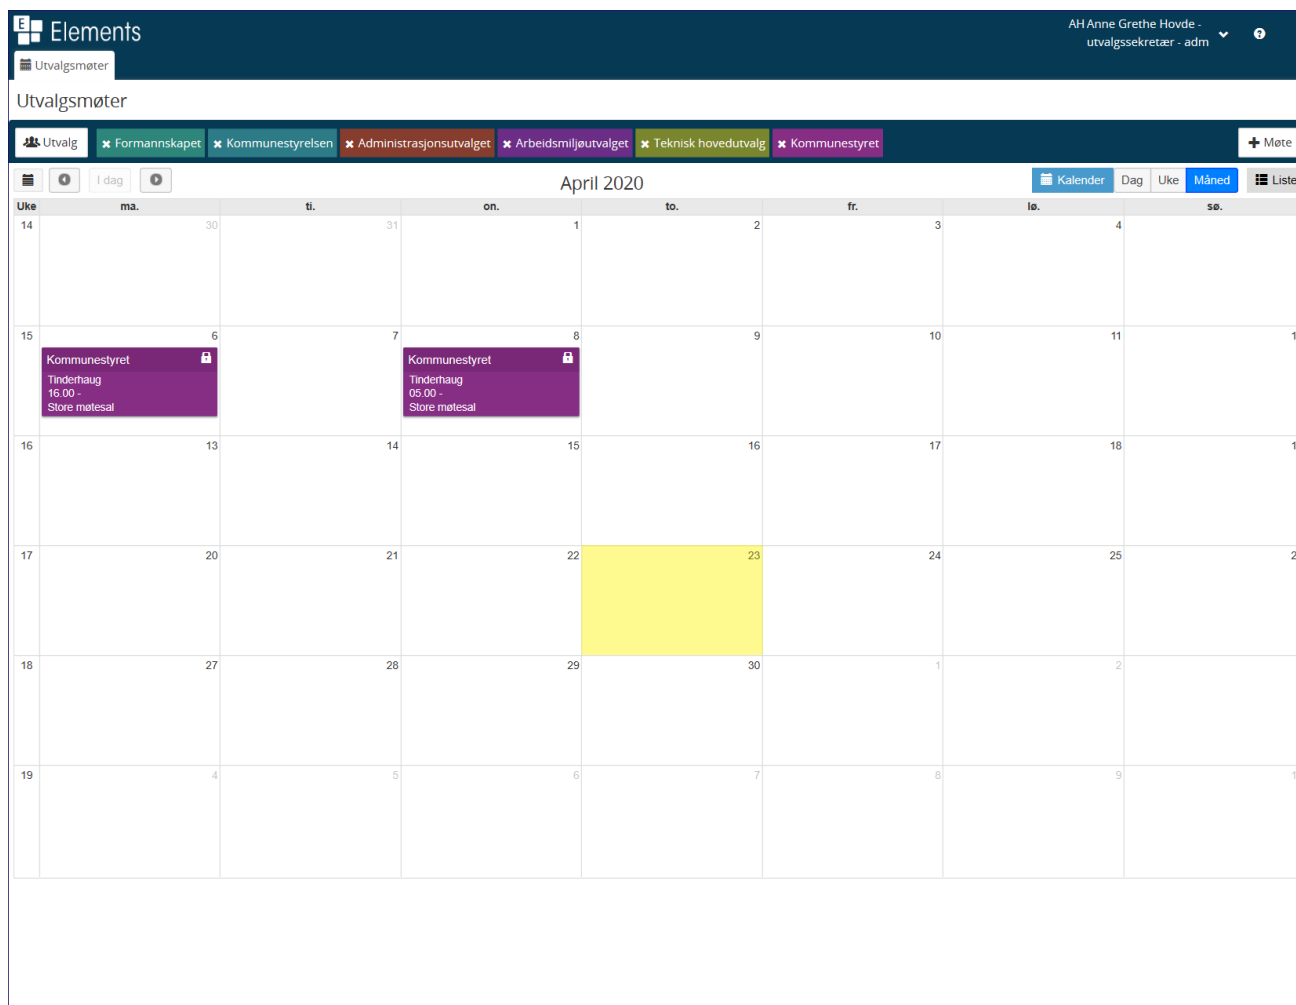 E Elements
AH Anne Grethe Hovde -
utvalgssekretær - adm
Utvalgsmøter
Utvalgsmøter
Utvalg × Formannskapet × Kommunestyrelsen × Administrasjonsutvalget × Arbeidsmiljøutvalget × Teknisk hovedutvalg × Kommunestyret + Møte
I dag April 2020 Kalender Dag Uke Måned Liste
Uke ma. ti. on. to. fr. lø. sø.
14 30 31 1 2 3 4
15 6 7 8 9 10 11 1
Kommunestyret Kommunestyret
Tinderhaug Tinderhaug
16.00 - 05.00 -
Store møtesal Store møtesal
16 13 14 15 16 17 18 1
17 20 21 22 23 24 25 2
18 27 28 29 30 1 2
19 4 5 6 7 8 9 1